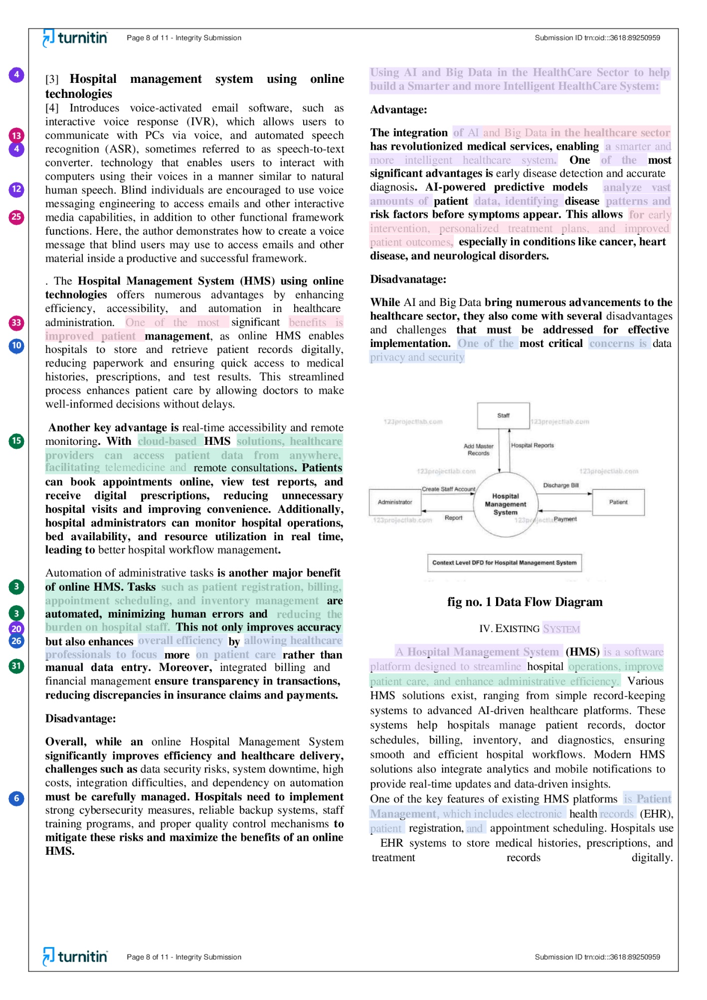 turnitin Page 8 of 11 - Integrity Submission Submission ID trn:oid:::3618:89250959
4
13
4
12
25
33
10
15
3
3
20
26
31
6
[3] Hospital management system using online
technologies
[4] Introduces voice-activated email software, such as
interactive voice response (IVR), which allows users to
communicate with PCs via voice, and automated speech
recognition (ASR), sometimes referred to as speech-to-text
converter. technology that enables users to interact with
computers using their voices in a manner similar to natural
human speech. Blind individuals are encouraged to use voice
messaging engineering to access emails and other interactive
media capabilities, in addition to other functional framework
functions. Here, the author demonstrates how to create a voice
message that blind users may use to access emails and other
material inside a productive and successful framework.
. The Hospital Management System (HMS) using online
technologies offers numerous advantages by enhancing
efficiency, accessibility, and automation in healthcare
administration. One of the most significant benefits is
improved patient management, as online HMS enables
hospitals to store and retrieve patient records digitally,
reducing paperwork and ensuring quick access to medical
histories, prescriptions, and test results. This streamlined
process enhances patient care by allowing doctors to make
well-informed decisions without delays.
Another key advantage is real-time accessibility and remote
monitoring. With cloud-based HMS solutions, healthcare
providers can access patient data from anywhere,
facilitating telemedicine and remote consultations. Patients
can book appointments online, view test reports, and
receive digital prescriptions, reducing unnecessary
hospital visits and improving convenience. Additionally,
hospital administrators can monitor hospital operations,
bed availability, and resource utilization in real time,
leading to better hospital workflow management.
Automation of administrative tasks is another major benefit
of online HMS. Tasks such as patient registration, billing,
appointment scheduling, and inventory management are
automated, minimizing human errors and reducing the
burden on hospital staff. This not only improves accuracy
but also enhances overall efficiency by allowing healthcare
professionals to focus more on patient care rather than
manual data entry. Moreover, integrated billing and
financial management ensure transparency in transactions,
reducing discrepancies in insurance claims and payments.
Disadvantage:
Overall, while an online Hospital Management System
significantly improves efficiency and healthcare delivery,
challenges such as data security risks, system downtime, high
costs, integration difficulties, and dependency on automation
must be carefully managed. Hospitals need to implement
strong cybersecurity measures, reliable backup systems, staff
training programs, and proper quality control mechanisms to
mitigate these risks and maximize the benefits of an online
HMS.
Using AI and Big Data in the HealthCare Sector to help
build a Smarter and more Intelligent HealthCare System:
Advantage:
The integration of AI and Big Data in the healthcare sector
has revolutionized medical services, enabling a smarter and
more intelligent healthcare system. One of the most
significant advantages is early disease detection and accurate
diagnosis. AI-powered predictive models analyze vast
amounts of patient data, identifying disease patterns and
risk factors before symptoms appear. This allows for early
intervention, personalized treatment plans, and improved
patient outcomes, especially in conditions like cancer, heart
disease, and neurological disorders.
Disadvanatage:
While AI and Big Data bring numerous advancements to the
healthcare sector, they also come with several disadvantages
and challenges that must be addressed for effective
implementation. One of the most critical concerns is data
privacy and security
Staff
123projectlab.com 123projectlab.com
Add Master
Records
Hospital Reports
123projectlab.com 123projectlab.com
Create Staff Account Discharge Bill
Administrator
Hospital
Management
System
Patient
Report Payment
123projectlab.com 123projectlab.com
Context Level DFD for Hospital Management System
fig no. 1 Data Flow Diagram
IV. EXISTING SYSTEM
A Hospital Management System (HMS) is a software
platform designed to streamline hospital operations, improve
patient care, and enhance administrative efficiency. Various
HMS solutions exist, ranging from simple record-keeping
systems to advanced AI-driven healthcare platforms. These
systems help hospitals manage patient records, doctor
schedules, billing, inventory, and diagnostics, ensuring
smooth and efficient hospital workflows. Modern HMS
solutions also integrate analytics and mobile notifications to
provide real-time updates and data-driven insights.
One of the key features of existing HMS platforms is Patient
Management, which includes electronic health records (EHR),
patient registration, and appointment scheduling. Hospitals use
EHR systems to store medical histories, prescriptions, and
treatment records digitally.
turnitin Page 8 of 11 - Integrity Submission Submission ID trn:oid:::3618:89250959